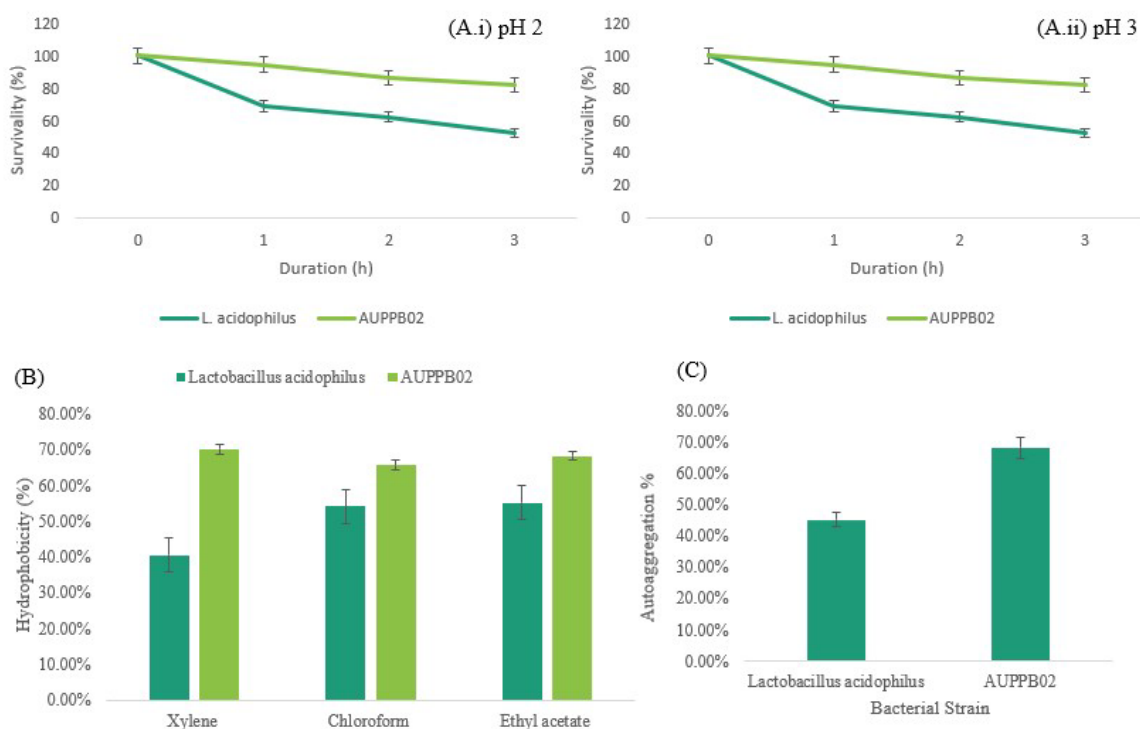 (A.i) pH 2
120
100
80
60
40
20
0
Survivality (%)
0 1 2 3
Duration (h)
L. acidophilus AUPPB02
(A.ii) pH 3
120
100
80
60
40
20
0
Survivality (%)
0 1 2 3
Duration (h)
L. acidophilus AUPPB02
(B)
Lactobacillus acidophilus AUPPB02
80.00%
70.00%
60.00%
50.00%
40.00%
30.00%
20.00%
10.00%
0.00%
Hydrophobicity (%)
Xylene Chloroform Ethyl acetate
(C)
80.00%
70.00%
60.00%
50.00%
40.00%
30.00%
20.00%
10.00%
0.00%
Autoaggregation %
Lactobacillus acidophilus AUPPB02
Bacterial Strain